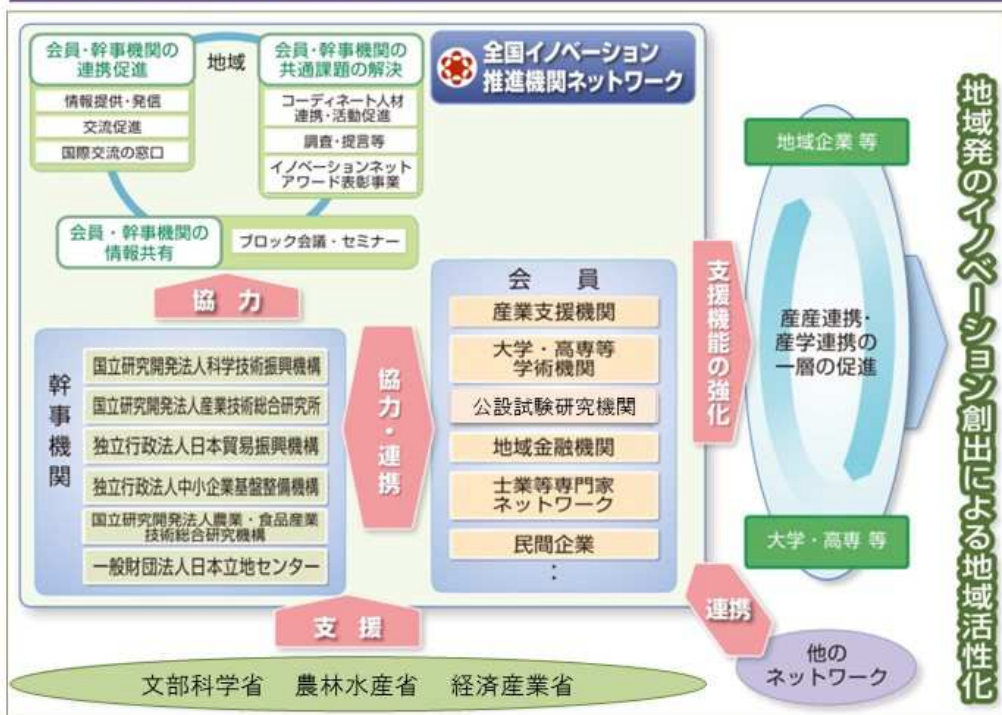 会員・幹事機関の
連携促進
情報提供・発信
交流促進
国際交流の窓口
地域
会員・幹事機関の
共通課題の解決
コーディネート人材
連携・活動促進
調査・提言等
イノベーションネット
アワード表彰事業
会員・幹事機関の
情報共有
ブロック会議・セミナー
全国イノベーション
推進機関ネットワーク
協力
幹事機関
国立研究開発法人科学技術振興機構
国立研究開発法人産業技術総合研究所
独立行政法人日本貿易振興機構
独立行政法人中小企業基盤整備機構
国立研究開発法人農業・食品産業
技術総合研究機構
一般財団法人日本立地センター
協力・連携
会員
産業支援機関
大学・高専等
学術機関
公設試験研究機関
地域金融機関
士業等専門家
ネットワーク
民間企業
:
支援機能の強化
地域企業 等
産産連携・
産学連携の
一層の促進
大学・高専 等
地域発のイノベーション創出による地域活性化
支援
連携
他の
ネットワーク
文部科学省 農林水産省 経済産業省